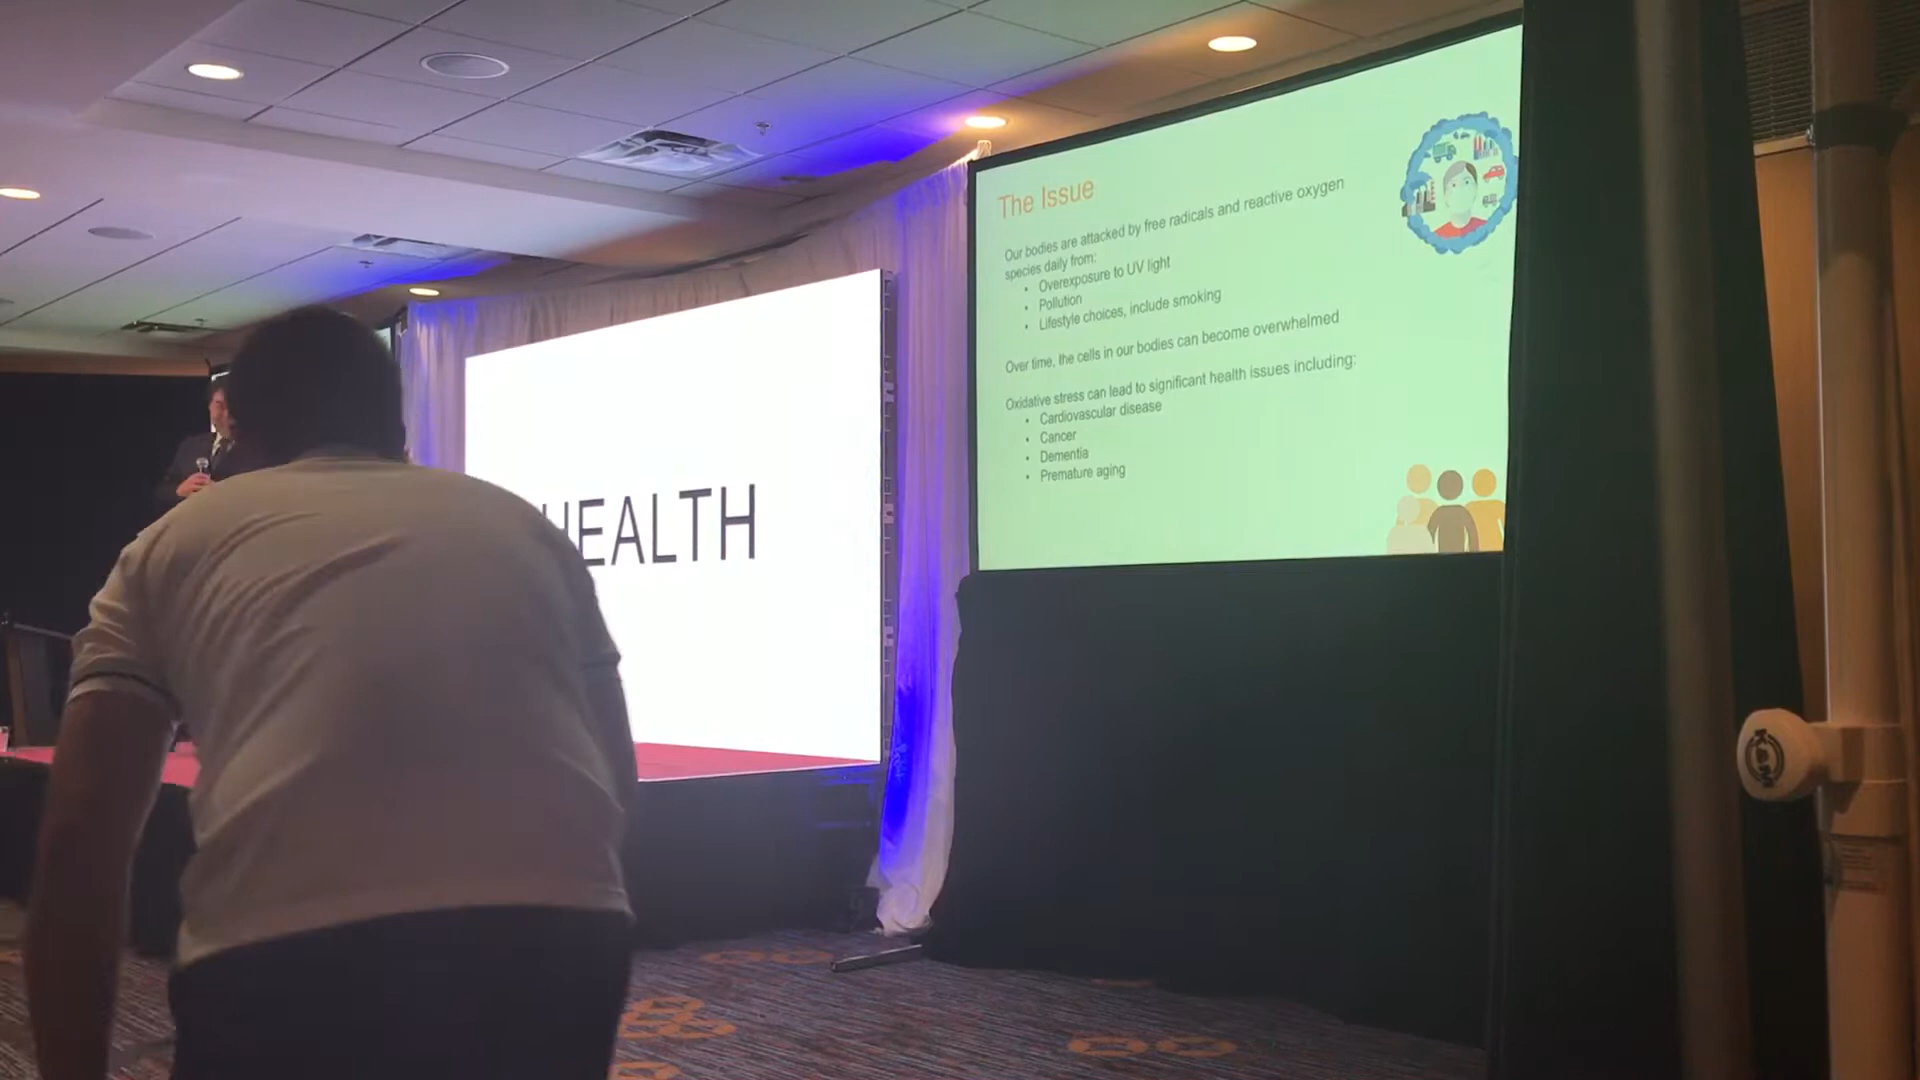 The Issue
Our bodies are attacked by free radicals and reactive oxygen
species daily from:
• Overexposure to UV light
• Pollution
• Lifestyle choices, include smoking
Over time, the cells in our bodies can become overwhelmed
Oxidative stress can lead to significant health issues including:
• Cardiovascular disease
• Cancer
• Dementia
• Premature aging
HEALTH
K&M